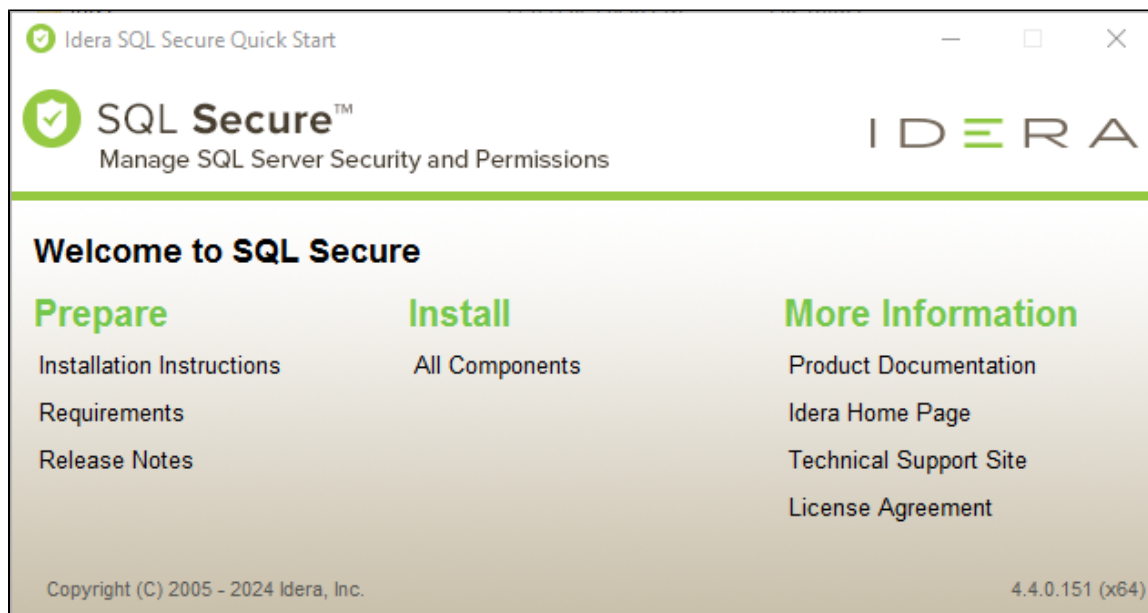 Idera SQL Secure Quick Start
SQL Secure™
Manage SQL Server Security and Permissions
IDERA
Welcome to SQL Secure
Prepare
Installation Instructions
Requirements
Release Notes
Install
All Components
More Information
Product Documentation
Idera Home Page
Technical Support Site
License Agreement
Copyright (C) 2005 - 2024 Idera, Inc.
4.4.0.151 (x64)